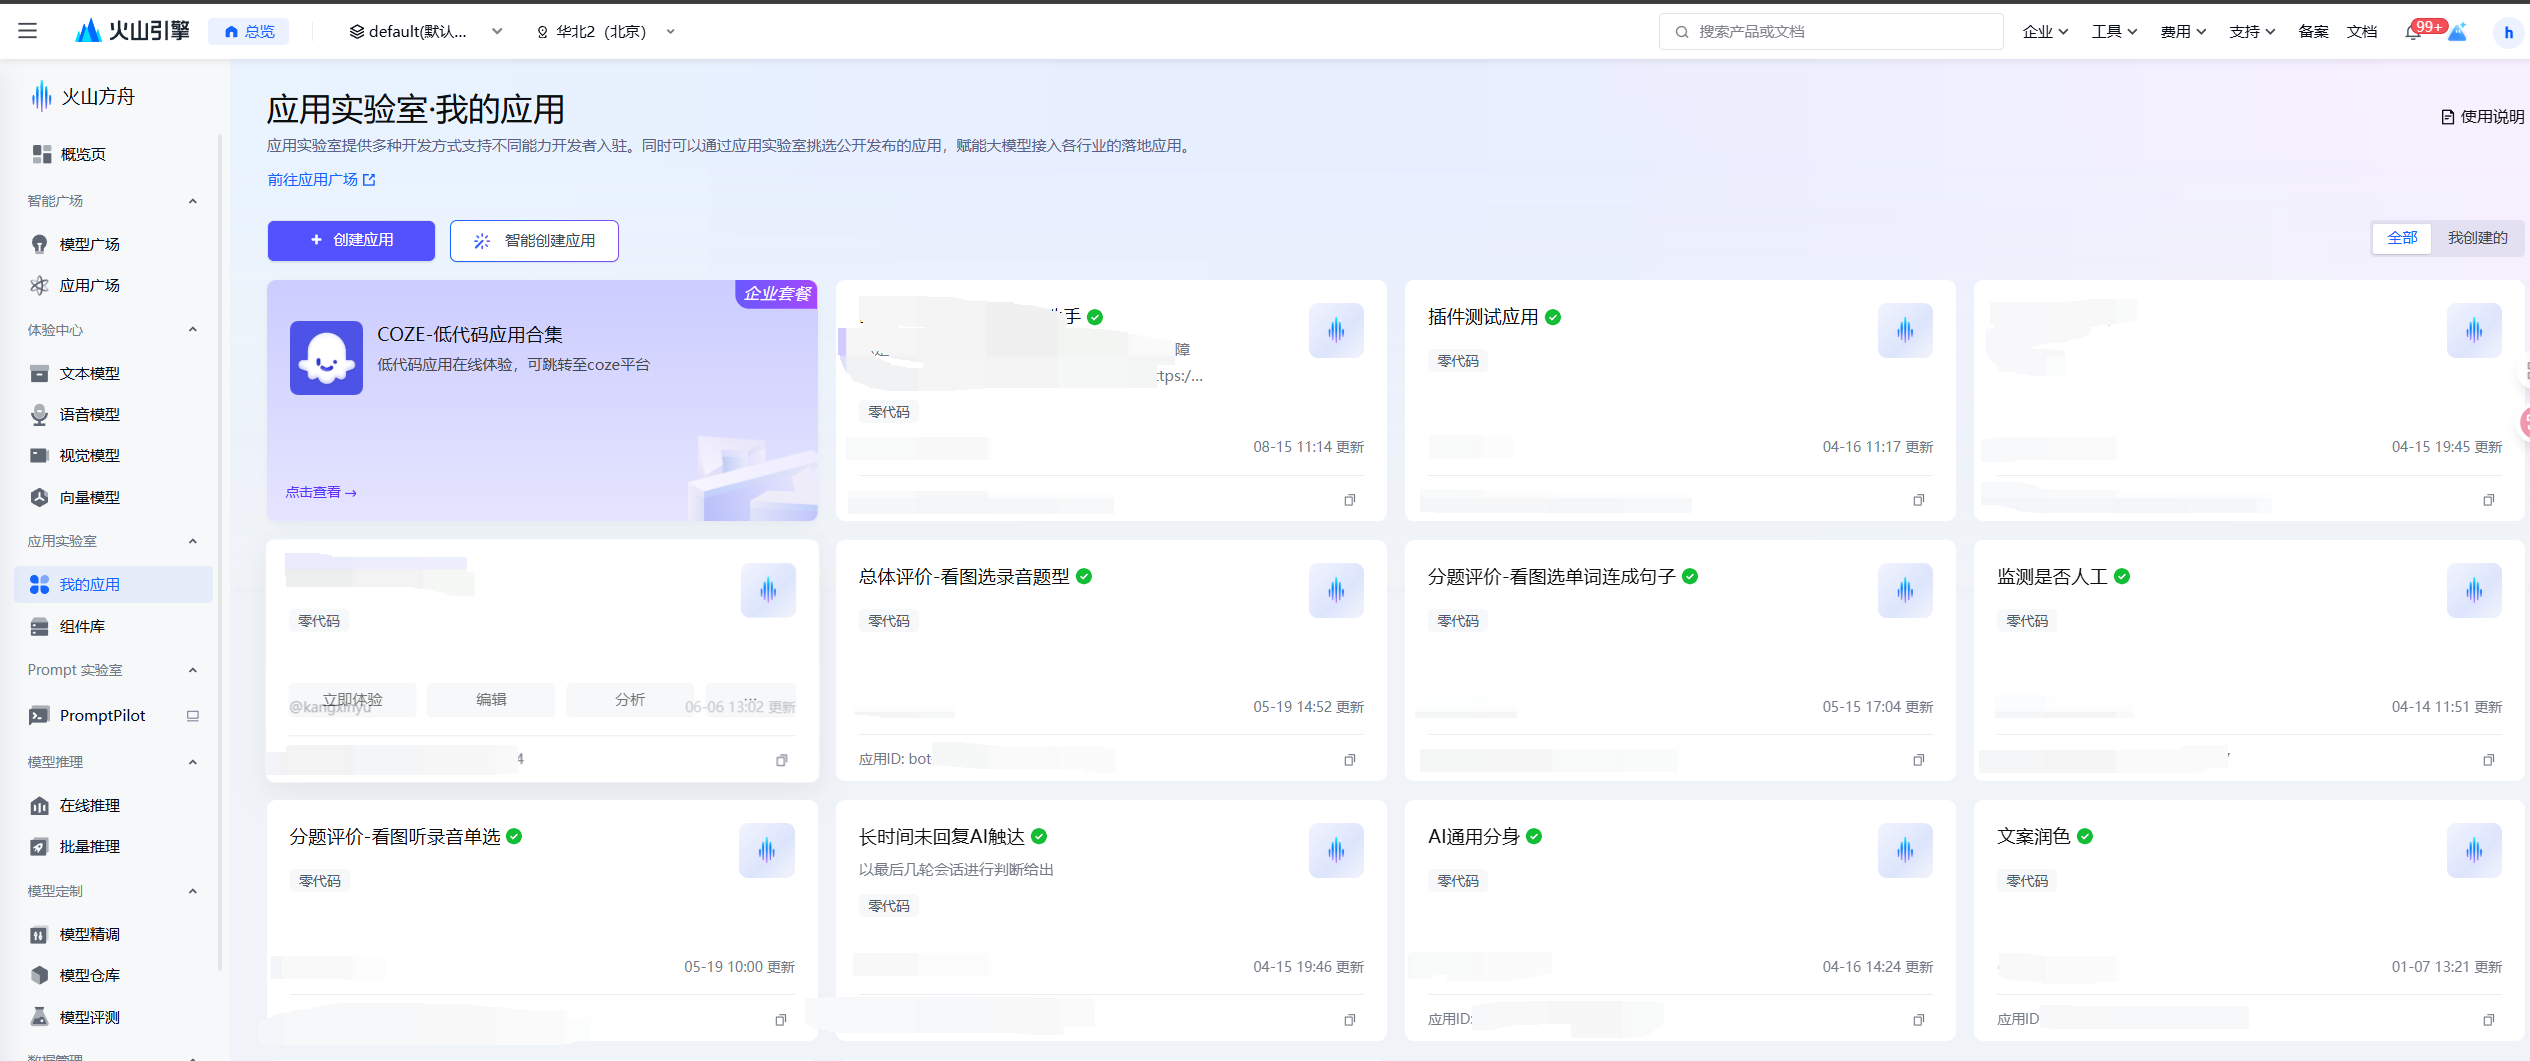 火山引擎
总览
default(默认...
华北2（北京）
搜索产品或文档
企业
工具
费用
支持
备案
文档
99+
h
火山方舟
概览页
智能广场
模型广场
应用广场
体验中心
文本模型
语音模型
视觉模型
向量模型
应用实验室
我的应用
组件库
Prompt 实验室
PromptPilot
模型推理
在线推理
批量推理
模型定制
模型精调
模型仓库
模型评测
数据管理
应用实验室·我的应用
使用说明
应用实验室提供多种开发方式支持不同能力开发者入驻。同时可以通过应用实验室挑选公开发布的应用，赋能大模型接入各行业的落地应用。
前往应用广场
+ 创建应用
智能创建应用
全部
我创建的
企业套餐
COZE-低代码应用合集
低代码应用在线体验，可跳转至coze平台
点击查看→
手
障
ttps:/...
零代码
08-15 11:14 更新
插件测试应用
零代码
04-16 11:17 更新
04-15 19:45 更新
零代码
立即体验
编辑
分析
...
@kangxinyu
06-06 13:02 更新
4
总体评价-看图选录音题型
零代码
05-19 14:52 更新
应用ID: bot
分题评价-看图选单词连成句子
零代码
05-15 17:04 更新
监测是否人工
零代码
04-14 11:51 更新
分题评价-看图听录音单选
零代码
05-19 10:00 更新
长时间未回复AI触达
以最后几轮会话进行判断给出
零代码
04-15 19:46 更新
AI通用分身
零代码
04-16 14:24 更新
应用ID:
文案润色
零代码
01-07 13:21 更新
应用ID